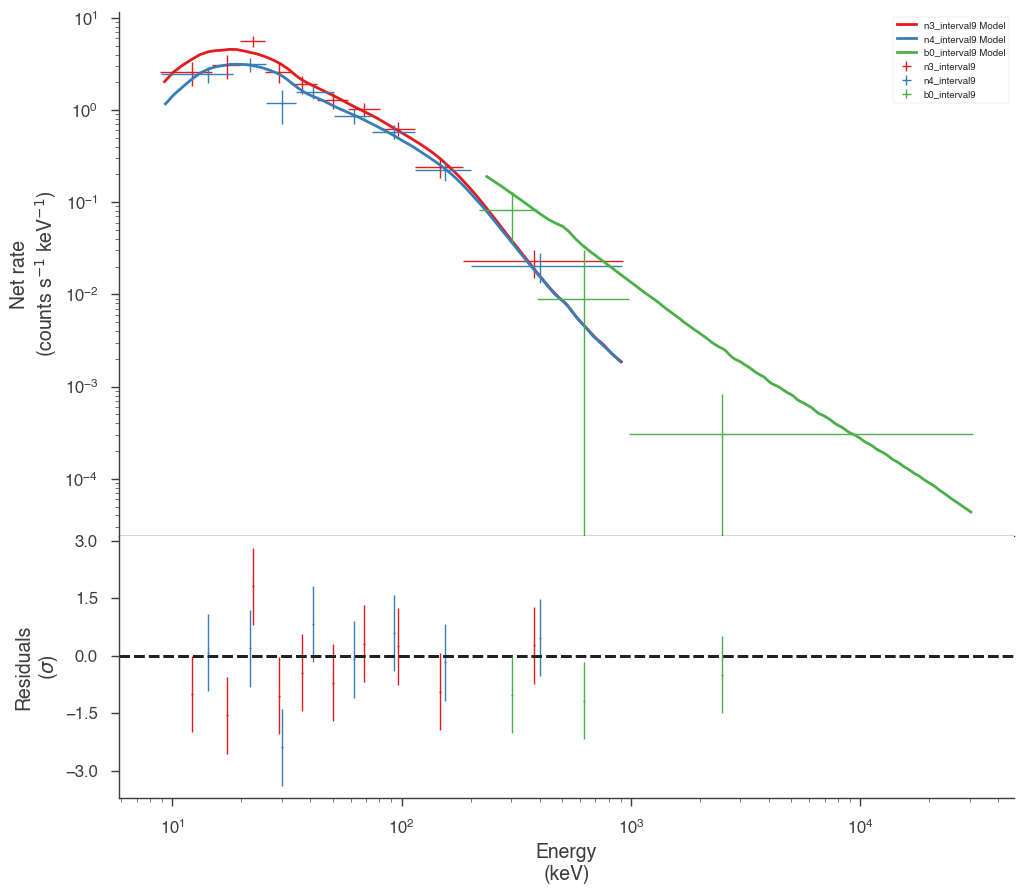 10^1
10^0
10^−1
10^−2
10^−3
10^−4
Net rate
(counts s^−1 keV^−1)
n3_interval9 Model
n4_interval9 Model
b0_interval9 Model
n3_interval9
n4_interval9
b0_interval9
3.0
1.5
0.0
−1.5
−3.0
Residuals
(σ)
10^1 10^2 10^3 10^4
Energy
(keV)